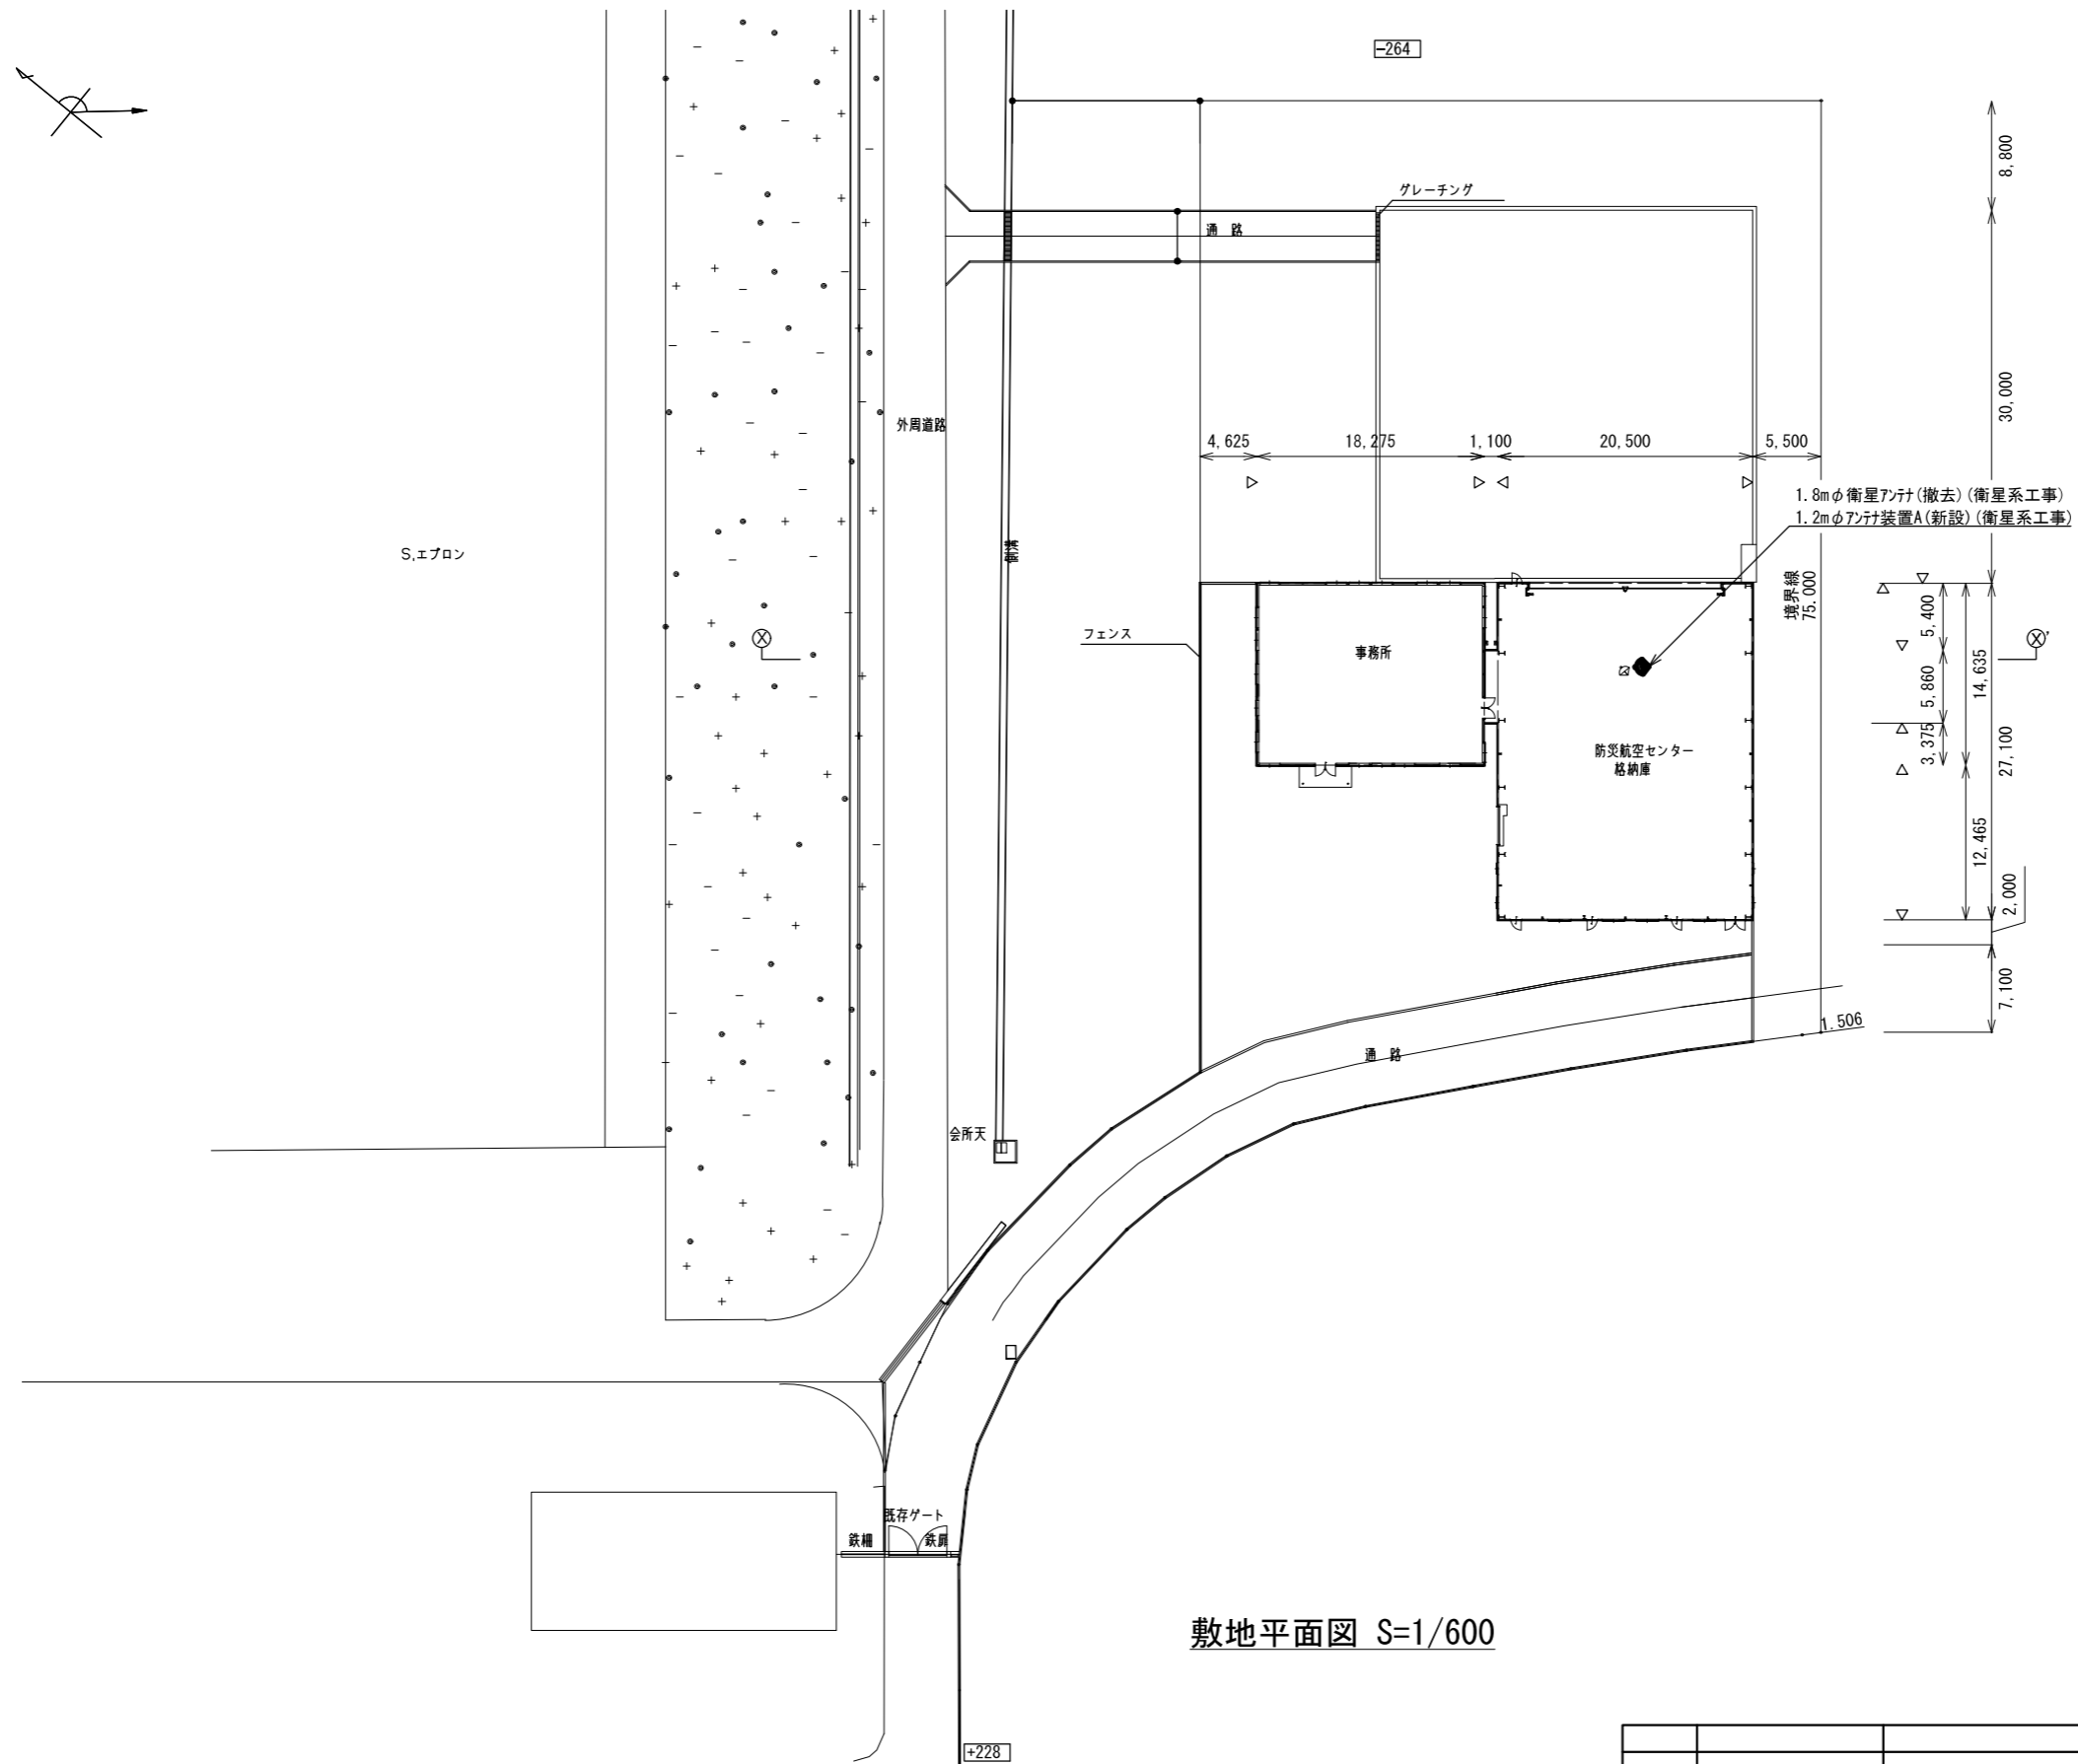 -264
8,800
グレーチング
通 路
30,000
外周道路
4,625
18,275
1,100
20,500
5,500
1.8mφ衛星アンテナ(撤去)(衛星系工事)
1.2mφアンテナ装置A(新設)(衛星系工事)
S,エプロン
側溝
境界線
75.000
フェンス
事務所
X
X'
5,400
5,860
3,375
14,635
27,100
12,465
防災航空センター
格納庫
2,000
7,100
1.506
通 路
会所天
既存ゲート
鉄柵
鉄扉
敷地平面図 S=1/600
+228